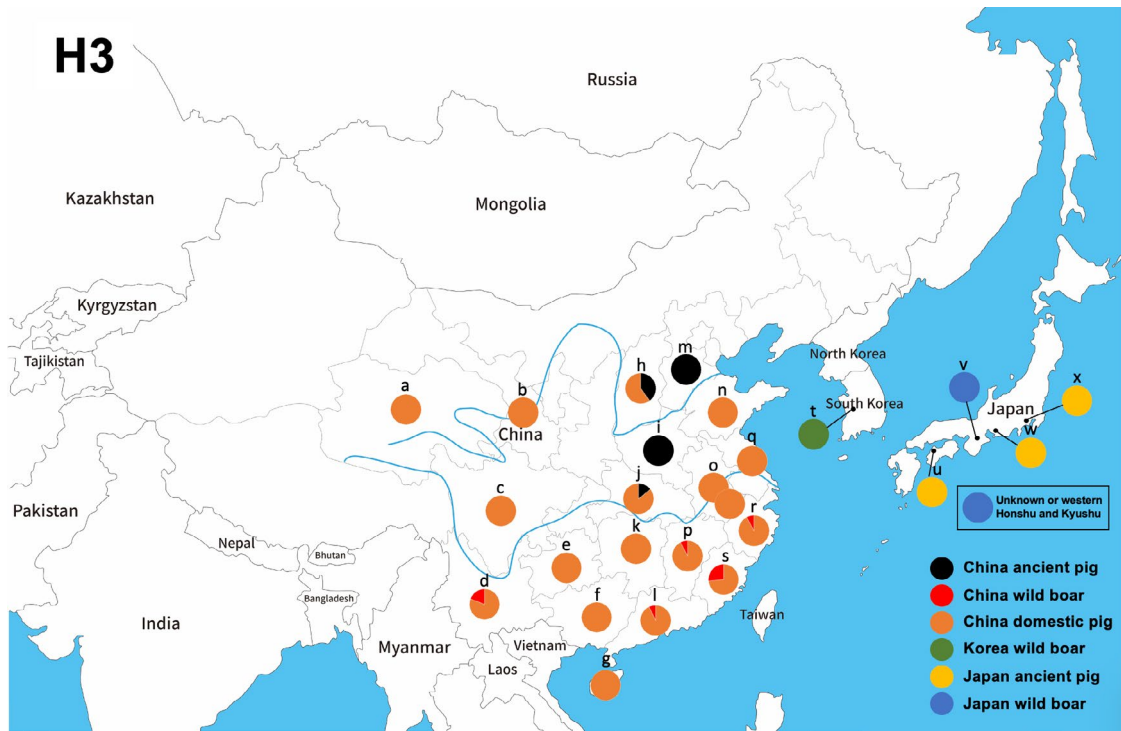 H3
Russia
Kazakhstan
Mongolia
Kyrgyzstan
Tajikistan
North Korea
South Korea
Japan
China
Pakistan
Nepal
Bhutan
Bangladesh
India
Myanmar
Vietnam
Laos
Taiwan
a
b
c
d
e
f
g
h
i
j
k
l
m
n
o
p
q
r
s
t
u
v
w
x
Unknown or western
Honshu and Kyushu
China ancient pig
China wild boar
China domestic pig
Korea wild boar
Japan ancient pig
Japan wild boar